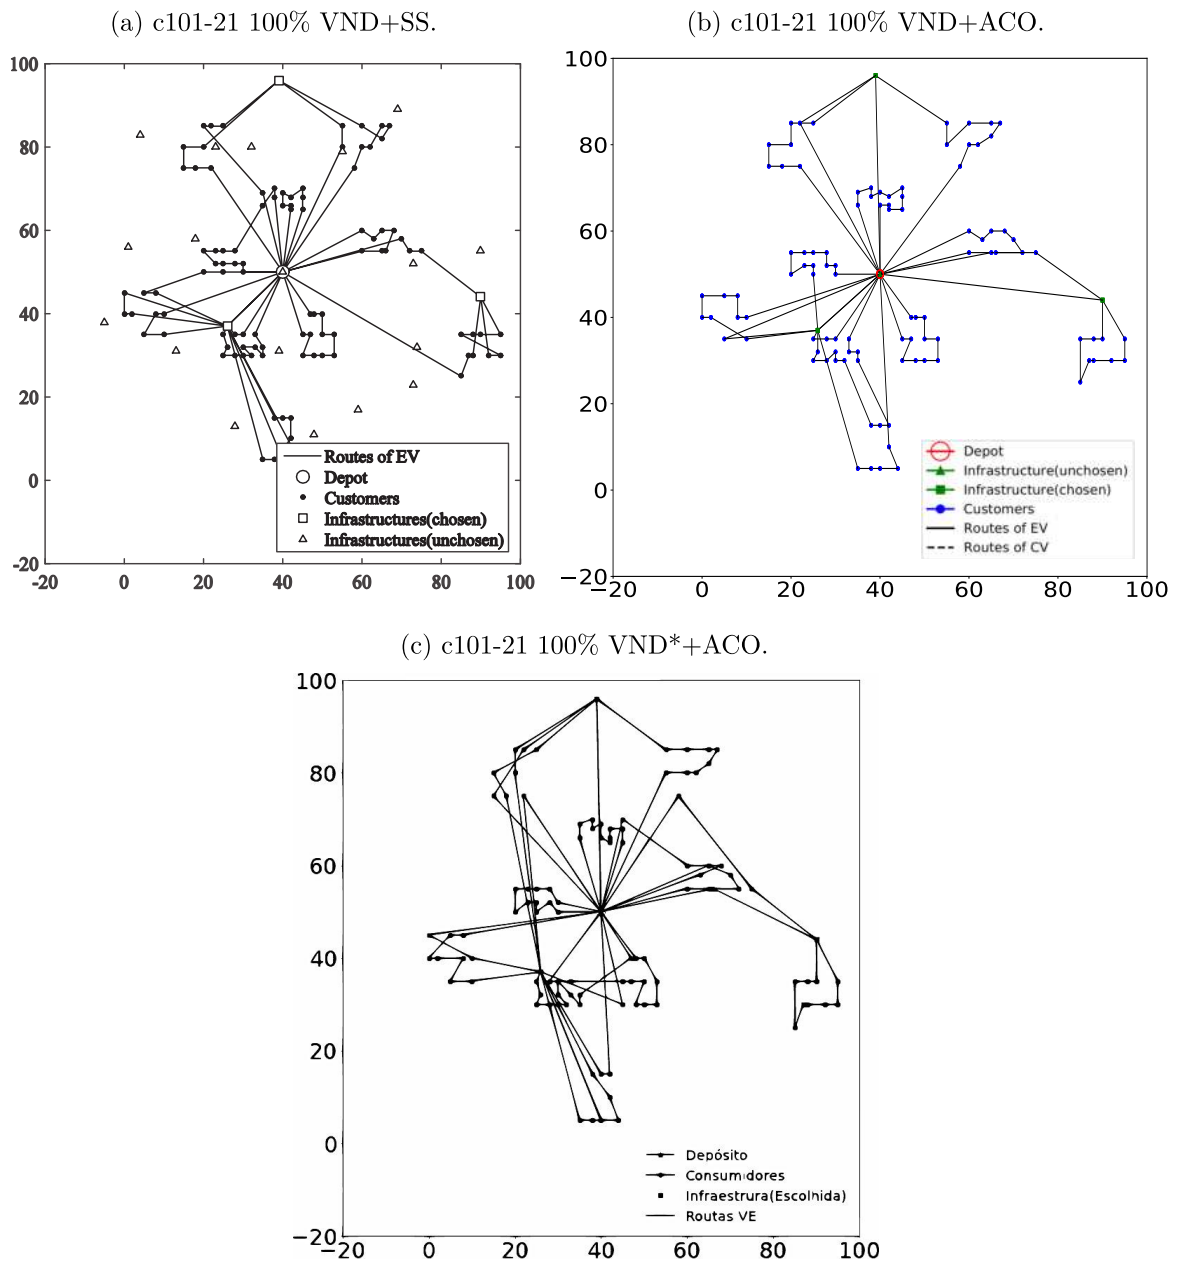 (a) c101-21 100% VND+SS.
100
80
60
40
20
0
-20
-20 0 20 40 60 80 100
Routes of EV
Depot
Customers
Infrastructures(chosen)
Infrastructures(unchosen)
(b) c101-21 100% VND+ACO.
100
80
60
40
20
0
−20
−20 0 20 40 60 80 100
Depot
Infrastructure(unchosen)
Infrastructure(chosen)
Customers
Routes of EV
Routes of CV
(c) c101-21 100% VND*+ACO.
100
80
60
40
20
0
−20
−20 0 20 40 60 80 100
Depósito
Consumidores
Infraestrura(Escolhida)
Routas VE